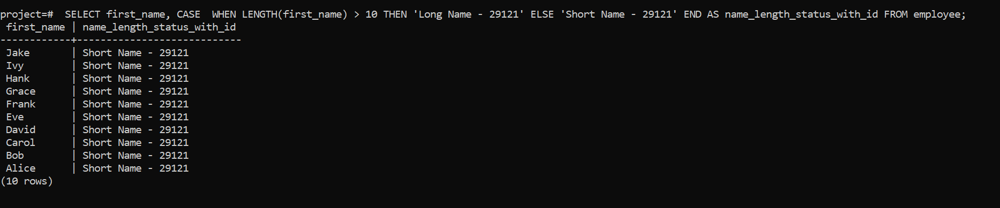 project=#  SELECT first_name, CASE  WHEN LENGTH(first_name) > 10 THEN 'Long Name - 29121' ELSE 'Short Name - 29121' END AS name_length_status_with_id FROM employee;
 first_name | name_length_status_with_id
------------+----------------------------
 Jake       | Short Name - 29121
 Ivy        | Short Name - 29121
 Hank       | Short Name - 29121
 Grace      | Short Name - 29121
 Frank      | Short Name - 29121
 Eve        | Short Name - 29121
 David      | Short Name - 29121
 Carol      | Short Name - 29121
 Bob        | Short Name - 29121
 Alice      | Short Name - 29121
(10 rows)